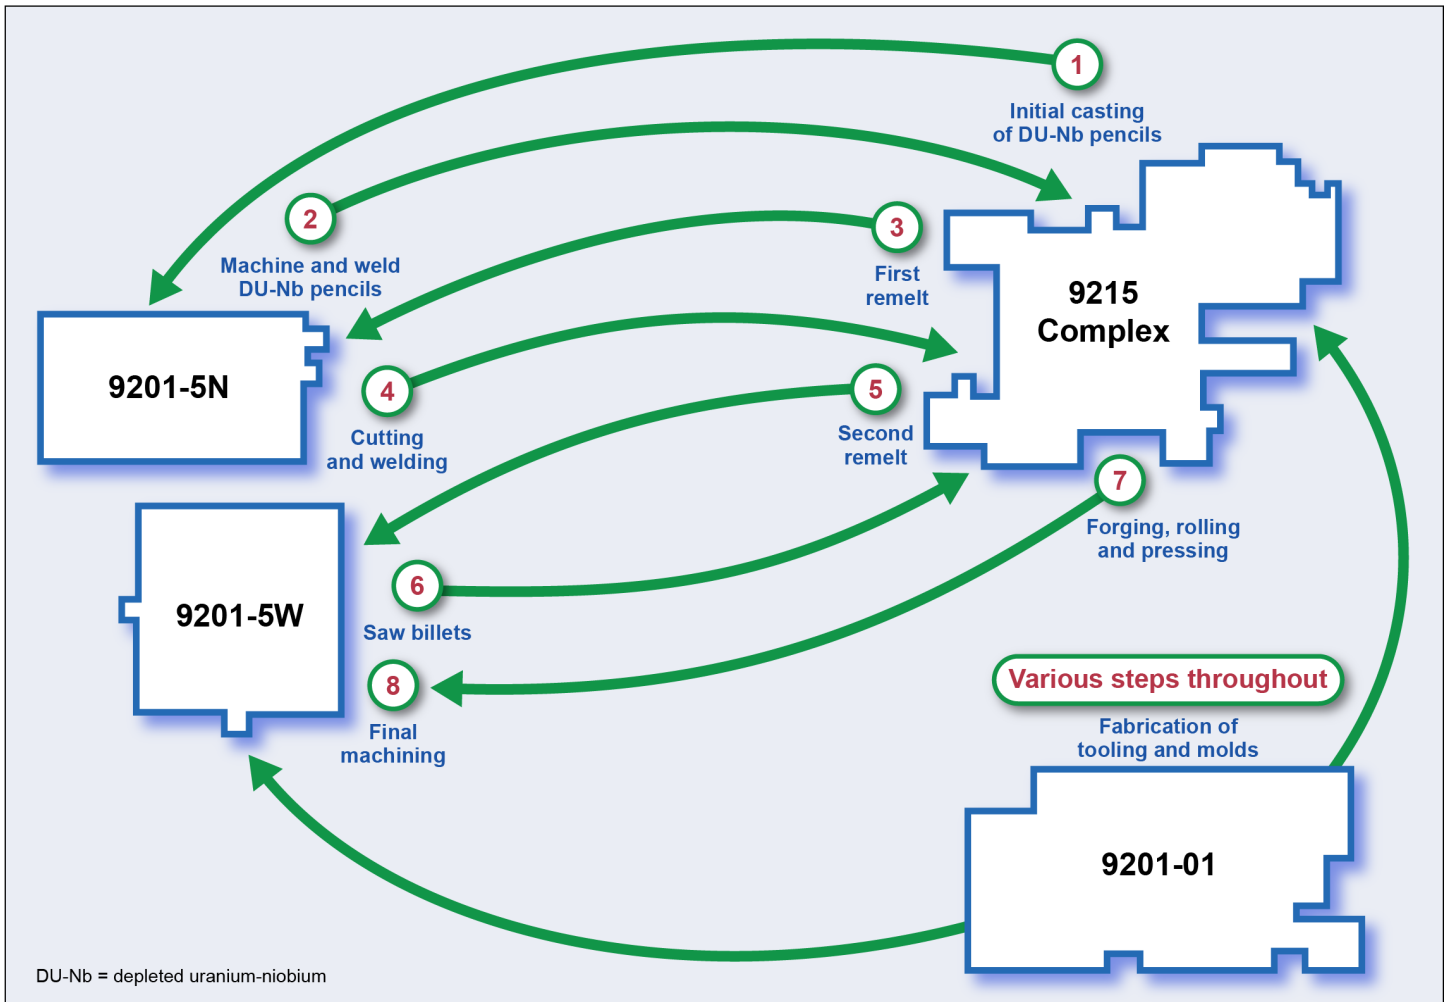 1
Initial casting
of DU-Nb pencils
2
Machine and weld
DU-Nb pencils
3
First
remelt
9215
Complex
9201-5N
4
Cutting
and welding
5
Second
remelt
7
Forging, rolling
and pressing
9201-5W
6
Saw billets
8
Final
machining
Various steps throughout
Fabrication of
tooling and molds
9201-01
DU-Nb = depleted uranium-niobium